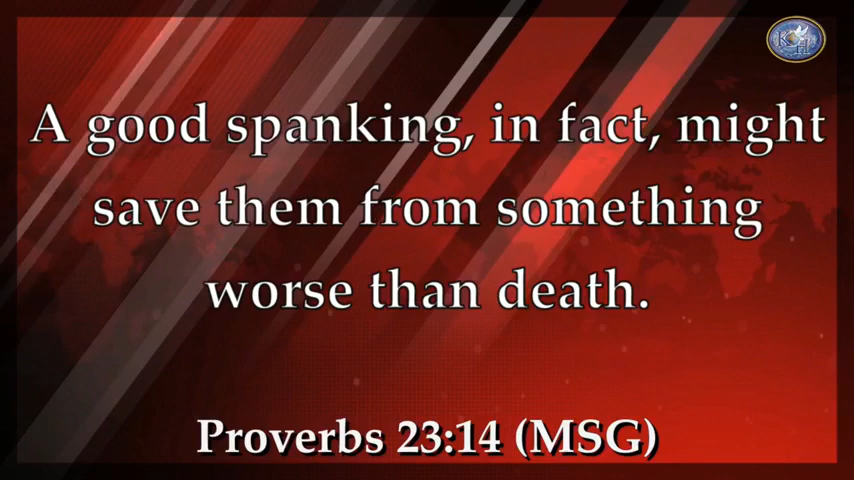 A good spanking, in fact, might
save them from something
worse than death.
Proverbs 23:14 (MSG)